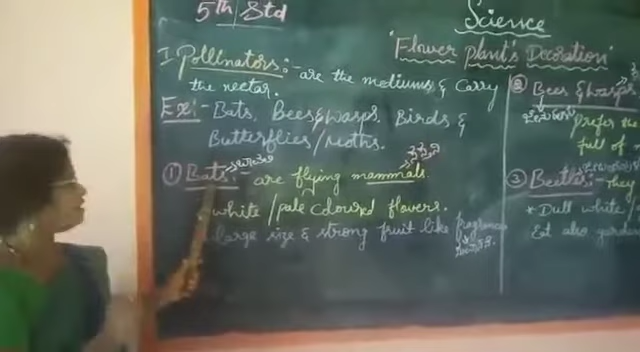 5th Std
Science
"Flower plant's Decoration"
I Pollinators:- are the mediums & carry
the nectar.
Ex:- Bats, Bees & wasps, Birds &
Butterflies/Moths.
① Bats:- are flying mammals.
white/pale coloured flowers.
large size & strong fruit like
② Bees & wasps
Prefer the
full of
③ Beetles:- They
* Dull white/
Eat also